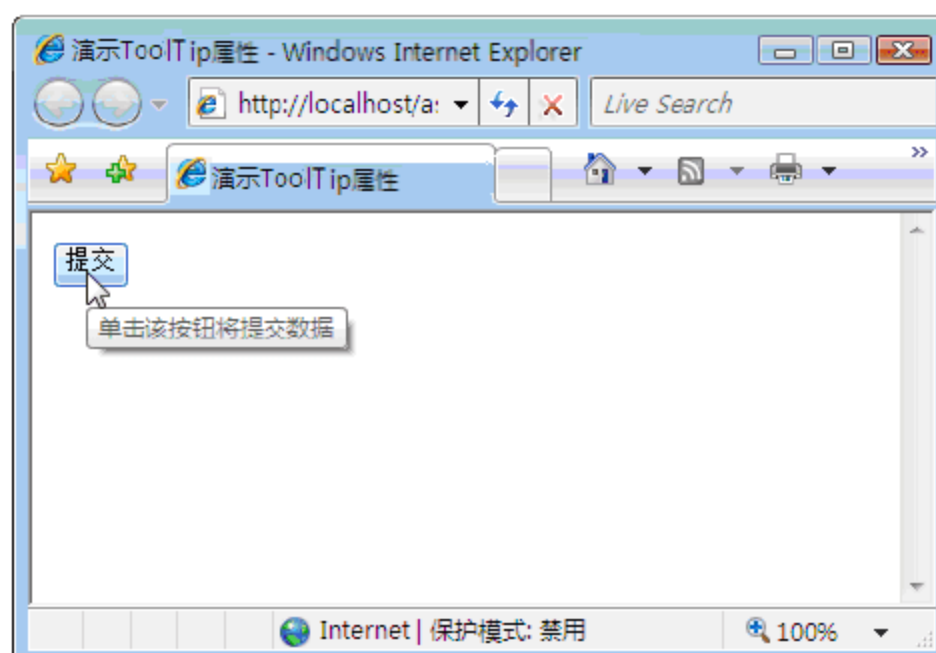 演示ToolTip属性 - Windows Internet Explorer
http://localhost/a: Live Search
演示ToolTip属性 »
提交
单击该按钮将提交数据
Internet | 保护模式: 禁用 100%